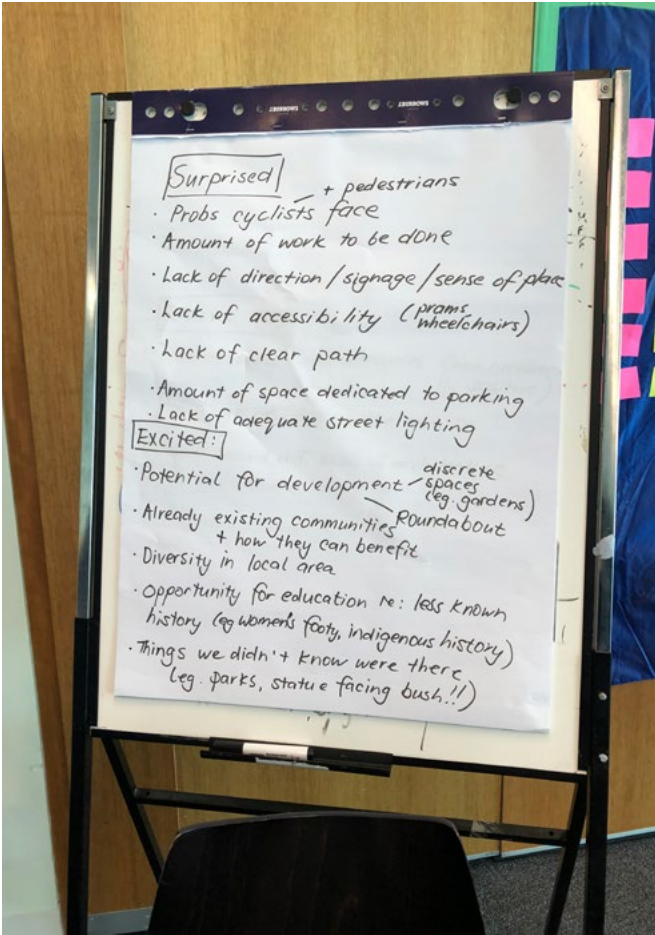 Surprised
+ pedestrians
· Probs cyclists face
· Amount of work to be done
· Lack of direction / signage / sense of place
· Lack of accessibility (prams, wheelchairs)
· Lack of clear path
· Amount of space dedicated to parking
· Lack of adequate street lighting
Excited:
· Potential for development
discrete
spaces
(eg. gardens)
Roundabout
· Already existing communities
+ how they can benefit
· Diversity in local area
· Opportunity for education re: less known
history (eg women's footy, indigenous history)
· Things we didn't know were there
(eg. parks, statue facing bush!!)